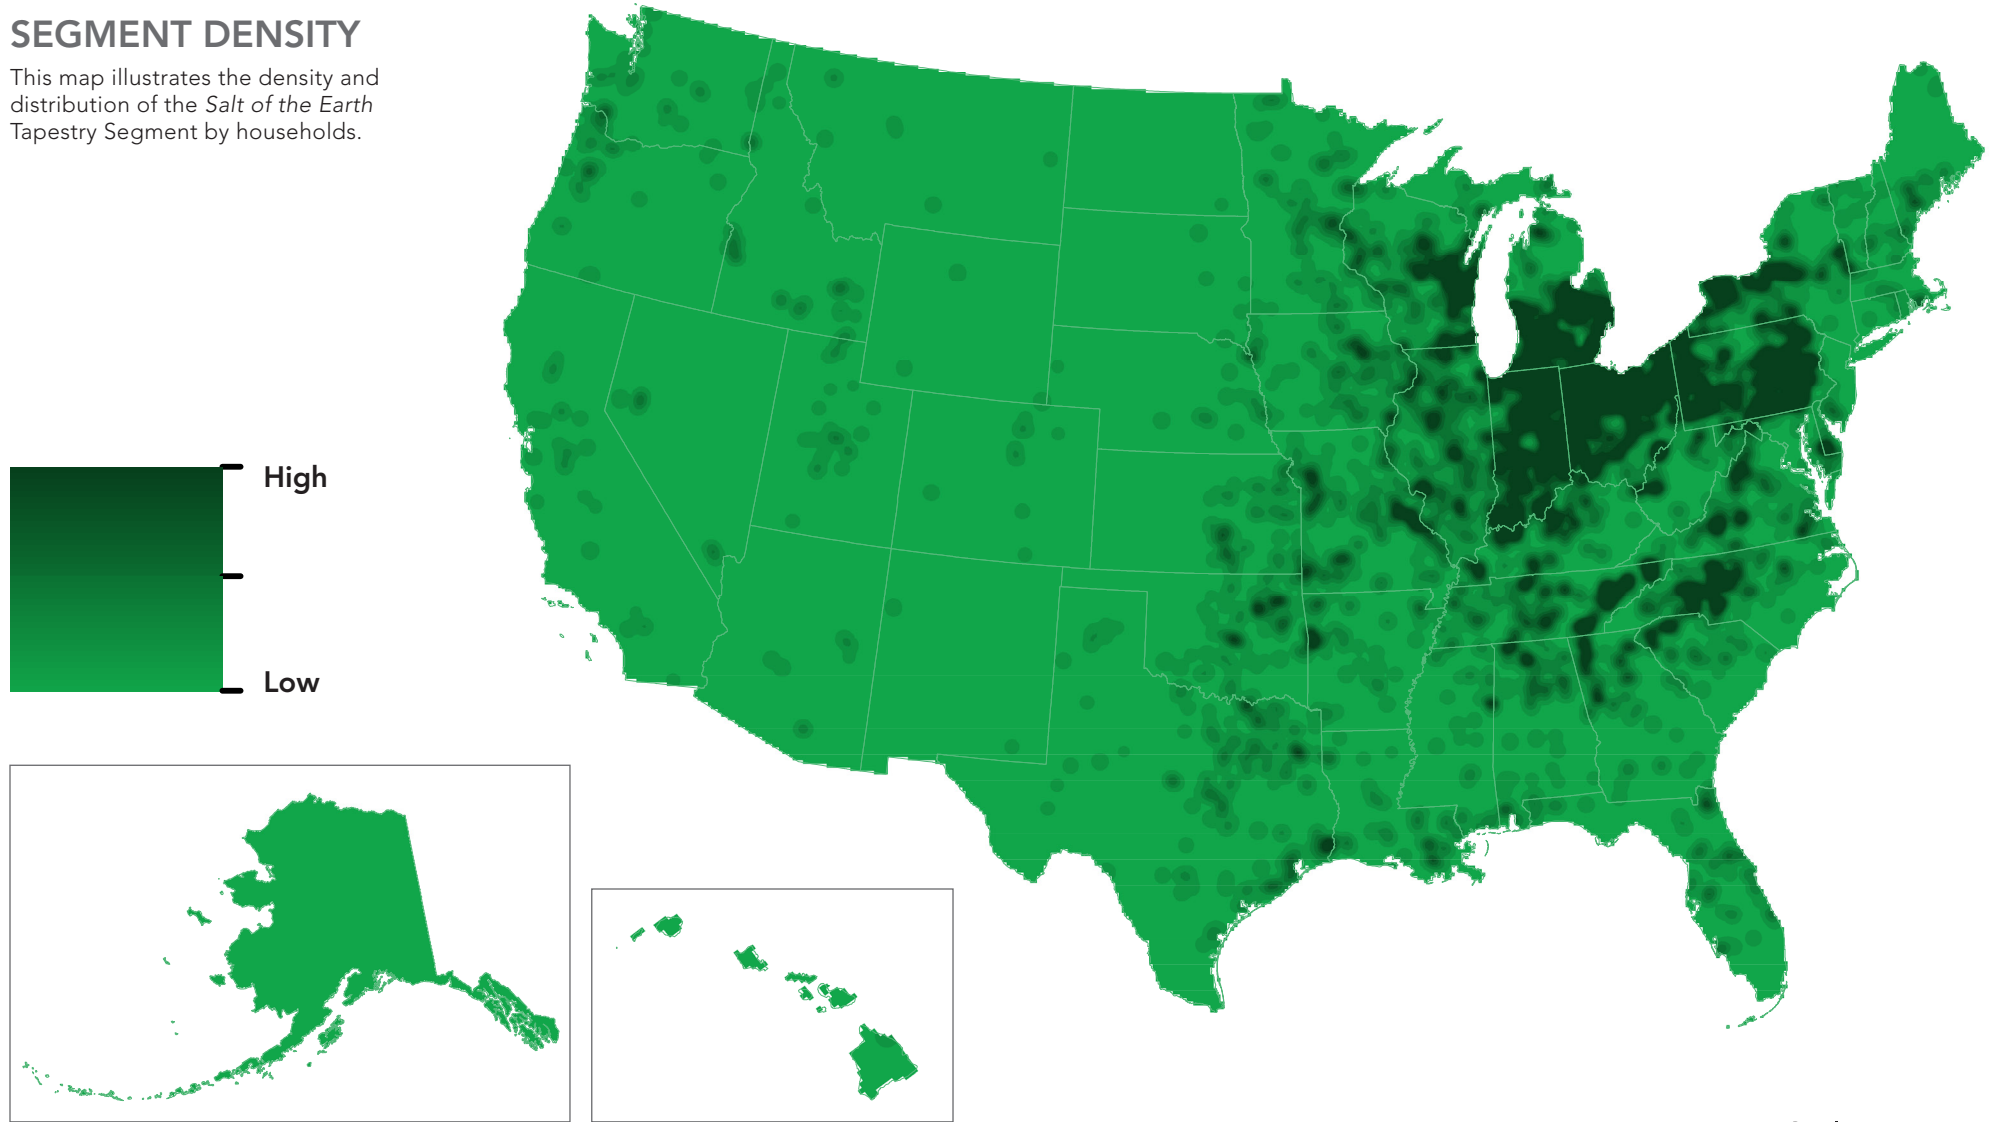 SEGMENT DENSITY
This map illustrates the density and
distribution of the Salt of the Earth
Tapestry Segment by households.
High
Low